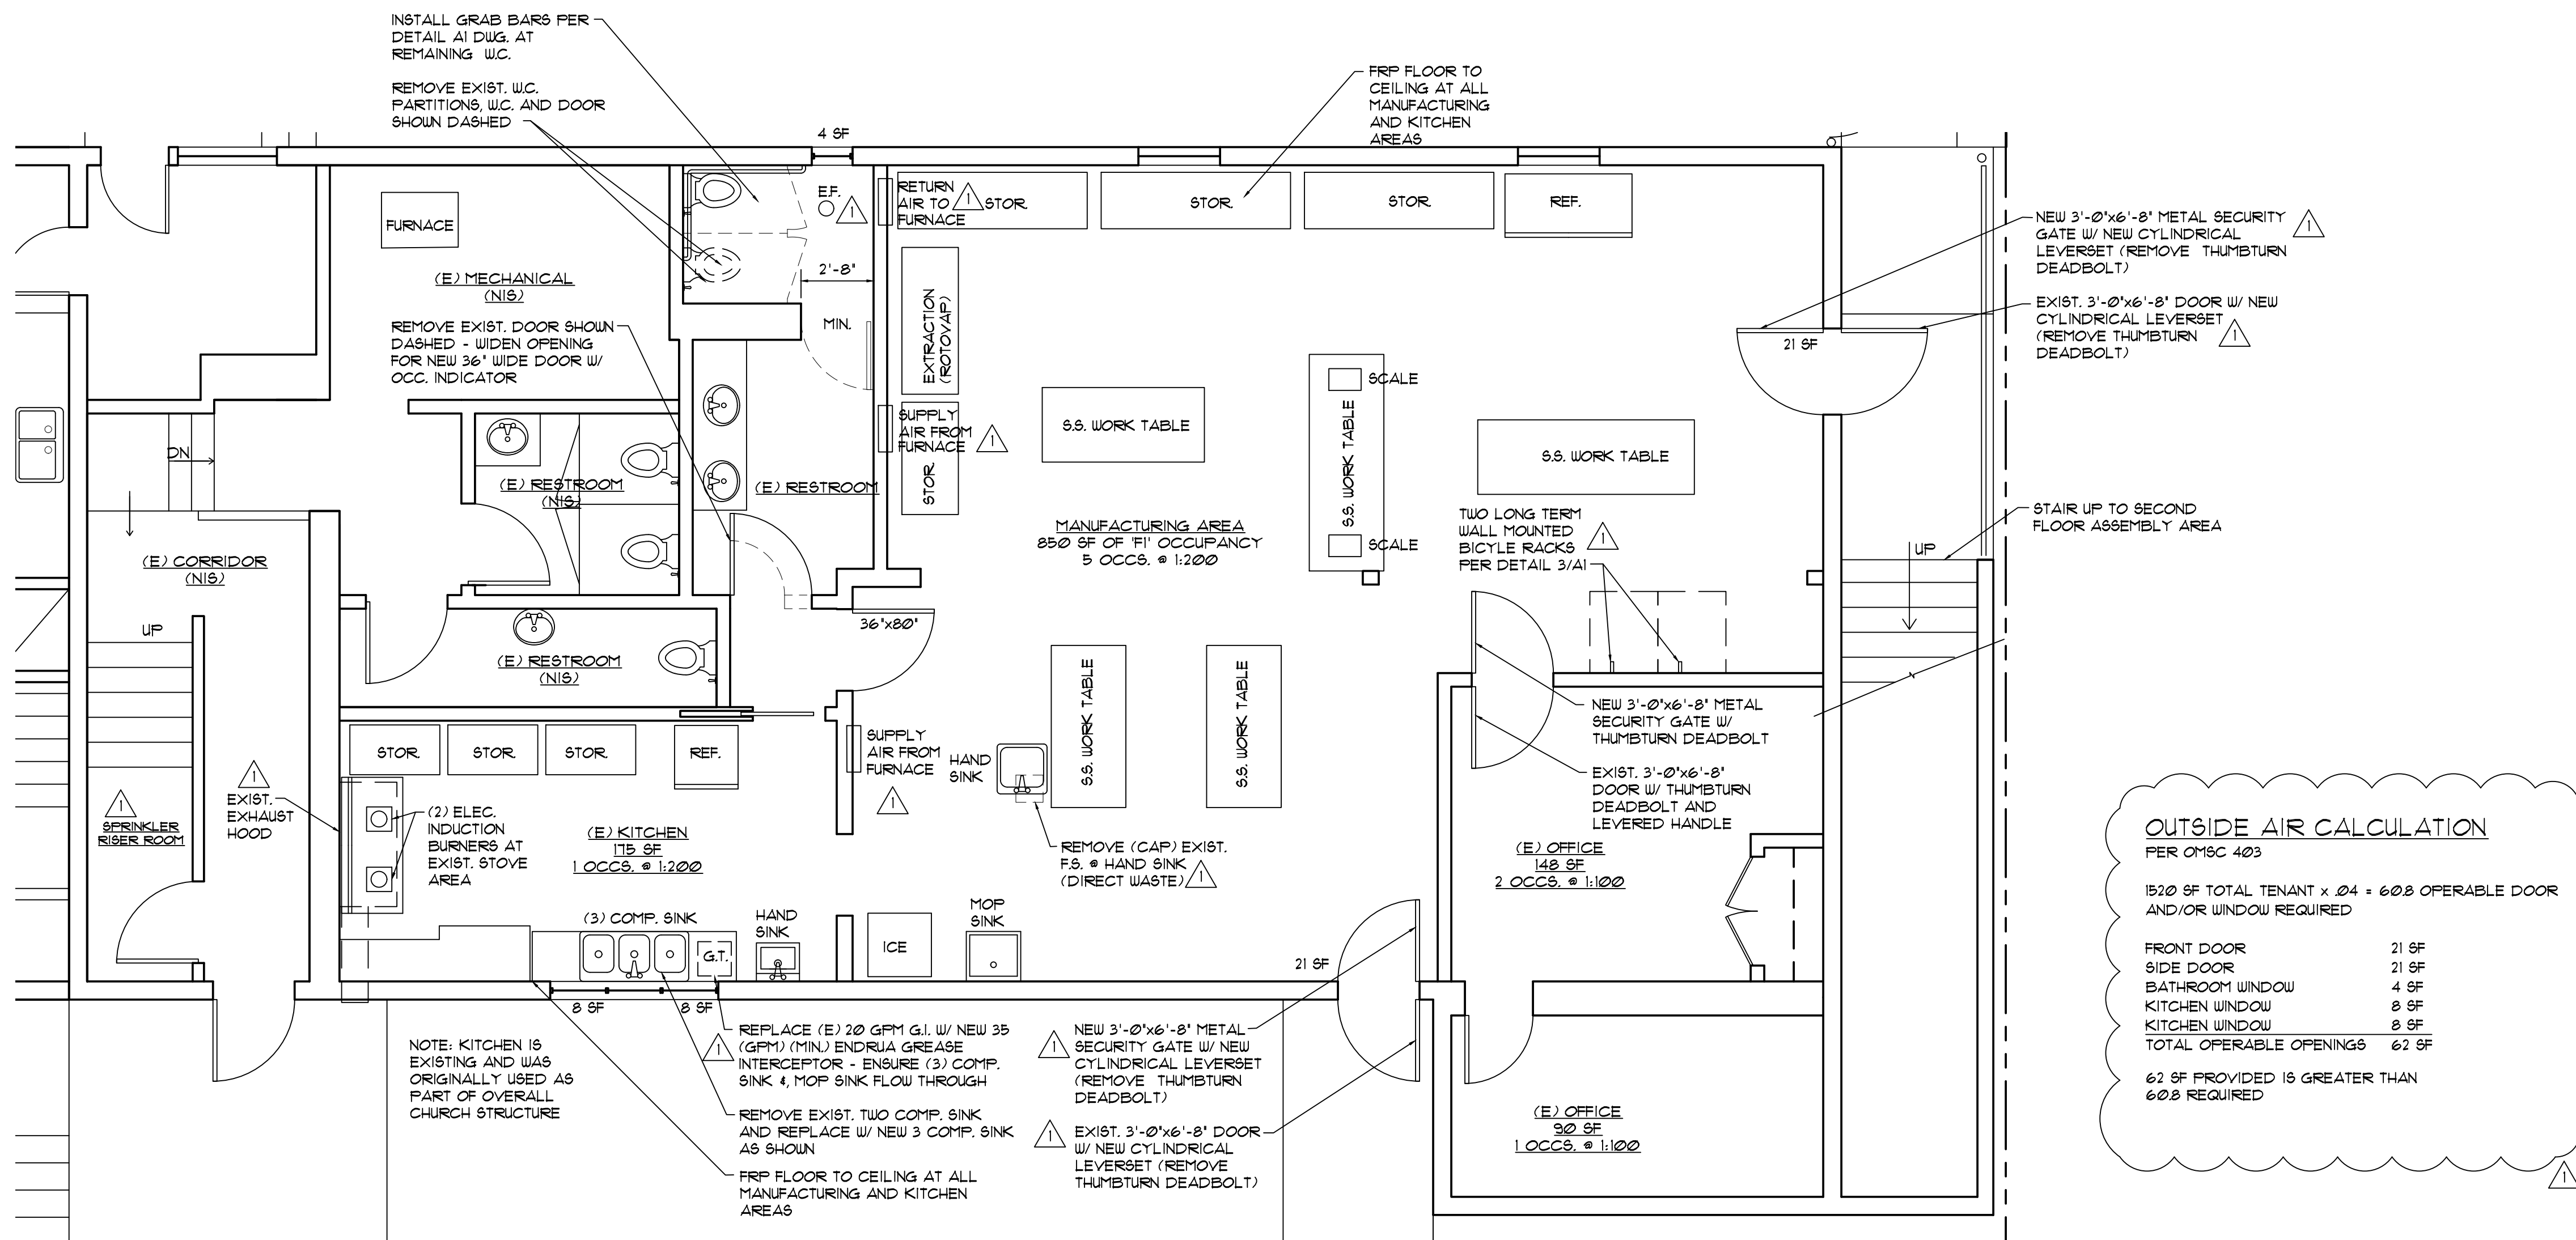 INSTALL GRAB BARS PER
DETAIL A1 DWG. AT
REMAINING W.C.
REMOVE EXIST. W.C.
PARTITIONS, W.C. AND DOOR
SHOWN DASHED
4 SF
FRP FLOOR TO
CEILING AT ALL
MANUFACTURING
AND KITCHEN
AREAS
FURNACE
(E) MECHANICAL
(NIS)
E.F.
1
RETURN
AIR TO
FURNACE
1
STOR.
STOR.
STOR.
REF.
2'-8"
MIN.
EXTRACTION
(ROTOVAP)
REMOVE EXIST. DOOR SHOWN
DASHED - WIDEN OPENING
FOR NEW 36" WIDE DOOR W/
OCC. INDICATOR
NEW 3'-0"x6'-8" METAL SECURITY
GATE W/ NEW CYLINDRICAL
LEVERSET (REMOVE THUMBTURN
DEADBOLT)
1
EXIST. 3'-0"x6'-8" DOOR W/ NEW
CYLINDRICAL LEVERSET
(REMOVE THUMBTURN
DEADBOLT)
1
21 SF
SCALE
S.S. WORK TABLE
S.S. WORK TABLE
S.S. WORK TABLE
SCALE
SUPPLY
AIR FROM
FURNACE
1
STOR.
DN
(E) RESTROOM
(NIS)
(E) RESTROOM
MANUFACTURING AREA
850 SF OF 'F1' OCCUPANCY
5 OCCS. @ 1:200
TWO LONG TERM
WALL MOUNTED
BICYLE RACKS
PER DETAIL 3/A1
1
STAIR UP TO SECOND
FLOOR ASSEMBLY AREA
UP
(E) CORRIDOR
(NIS)
UP
36"x80"
(E) RESTROOM
(NIS)
S.S. WORK TABLE
S.S. WORK TABLE
NEW 3'-0"x6'-8" METAL
SECURITY GATE W/
THUMBTURN DEADBOLT
EXIST. 3'-0"x6'-8"
DOOR W/ THUMBTURN
DEADBOLT AND
LEVERED HANDLE
STOR.
STOR.
STOR.
REF.
SUPPLY
AIR FROM
FURNACE
1
HAND
SINK
1
EXIST.
EXHAUST
HOOD
1
SPRINKLER
RISER ROOM
(2) ELEC.
INDUCTION
BURNERS AT
EXIST. STOVE
AREA
(E) KITCHEN
175 SF
1 OCCS. @ 1:200
REMOVE (CAP) EXIST.
F.S. @ HAND SINK
(DIRECT WASTE)
1
(E) OFFICE
148 SF
2 OCCS. @ 1:100
(3) COMP. SINK
G.T.
HAND
SINK
ICE
MOP
SINK
21 SF
8 SF
8 SF
NOTE: KITCHEN IS
EXISTING AND WAS
ORIGINALLY USED AS
PART OF OVERALL
CHURCH STRUCTURE
1
REPLACE (E) 20 GPM G.I. W/ NEW 35
(GPM) (MIN.) ENDRUA GREASE
INTERCEPTOR - ENSURE (3) COMP.
SINK &, MOP SINK FLOW THROUGH
REMOVE EXIST. TWO COMP. SINK
AND REPLACE W/ NEW 3 COMP. SINK
AS SHOWN
FRP FLOOR TO CEILING AT ALL
MANUFACTURING AND KITCHEN
AREAS
1
NEW 3'-0"x6'-8" METAL
SECURITY GATE W/ NEW
CYLINDRICAL LEVERSET
(REMOVE THUMBTURN
DEADBOLT)
1
EXIST. 3'-0"x6'-8" DOOR
W/ NEW CYLINDRICAL
LEVERSET (REMOVE
THUMBTURN DEADBOLT)
(E) OFFICE
90 SF
1 OCCS. @ 1:100
OUTSIDE AIR CALCULATION
PER OMSC 403
1520 SF TOTAL TENANT x .04 = 60.8 OPERABLE DOOR
AND/OR WINDOW REQUIRED
FRONT DOOR 21 SF
SIDE DOOR 21 SF
BATHROOM WINDOW 4 SF
KITCHEN WINDOW 8 SF
KITCHEN WINDOW 8 SF
TOTAL OPERABLE OPENINGS 62 SF
62 SF PROVIDED IS GREATER THAN
60.8 REQUIRED
1